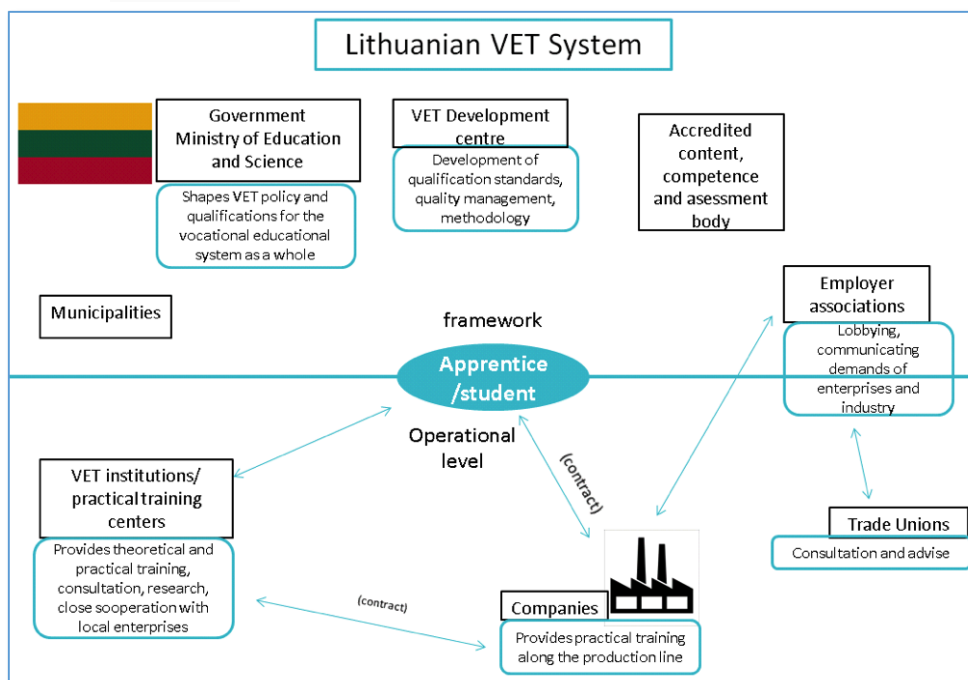 Lithuanian VET System
Government
Ministry of Education
and Science
Shapes VET policy and
qualifications for the
vocational educational
system as a whole
VET Development
centre
Development of
qualification standards,
quality management,
methodology
Accredited
content,
competence
and asessment
body
Municipalities
framework
Employer
associations
Lobbying,
communicating
demands of
enterprises and
industry
Apprentice
/student
Operational
level
(contract)
VET institutions/
practical training
centers
Provides theoretical and
practical training,
consultation, research,
close sooperation with
local enterprises
(contract)
Companies
Provides practical training
along the production line
Trade Unions
Consultation and advise